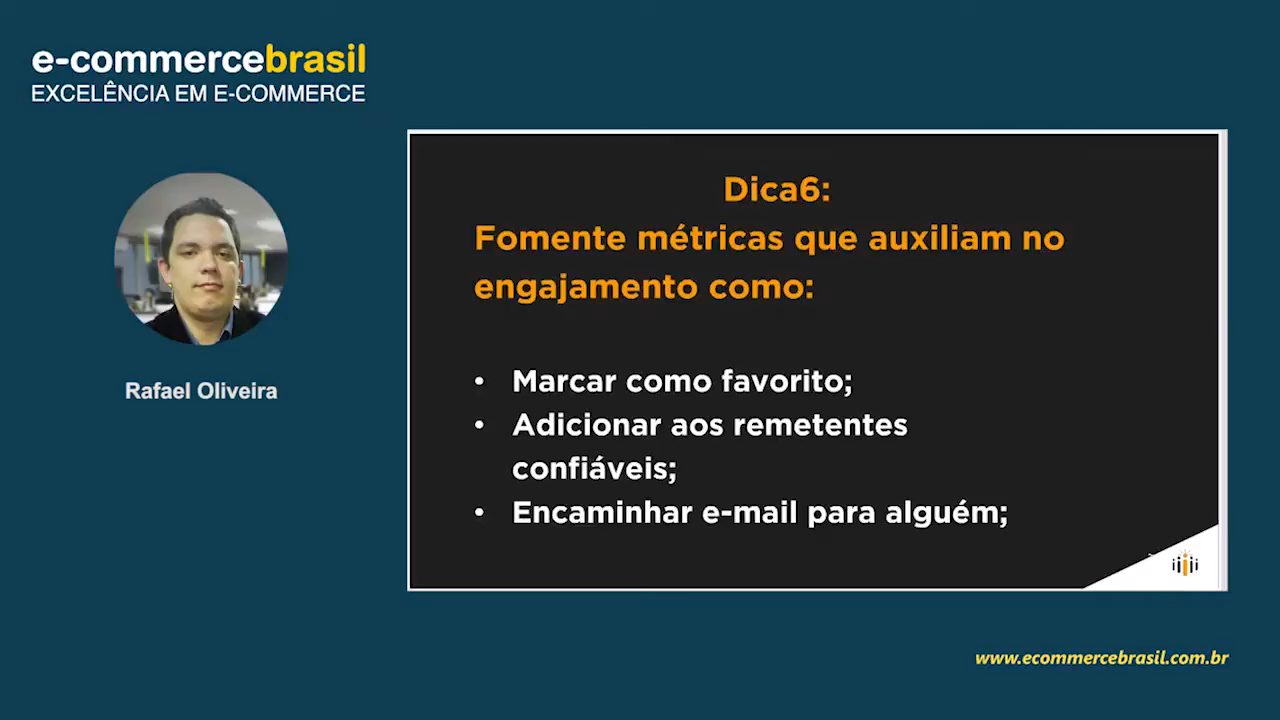 e-commercebrasil
EXCELÊNCIA EM E-COMMERCE
Rafael Oliveira
Dica6:
Fomente métricas que auxiliam no
engajamento como:
• Marcar como favorito;
• Adicionar aos remetentes
confiáveis;
• Encaminhar e-mail para alguém;
www.ecommercebrasil.com.br